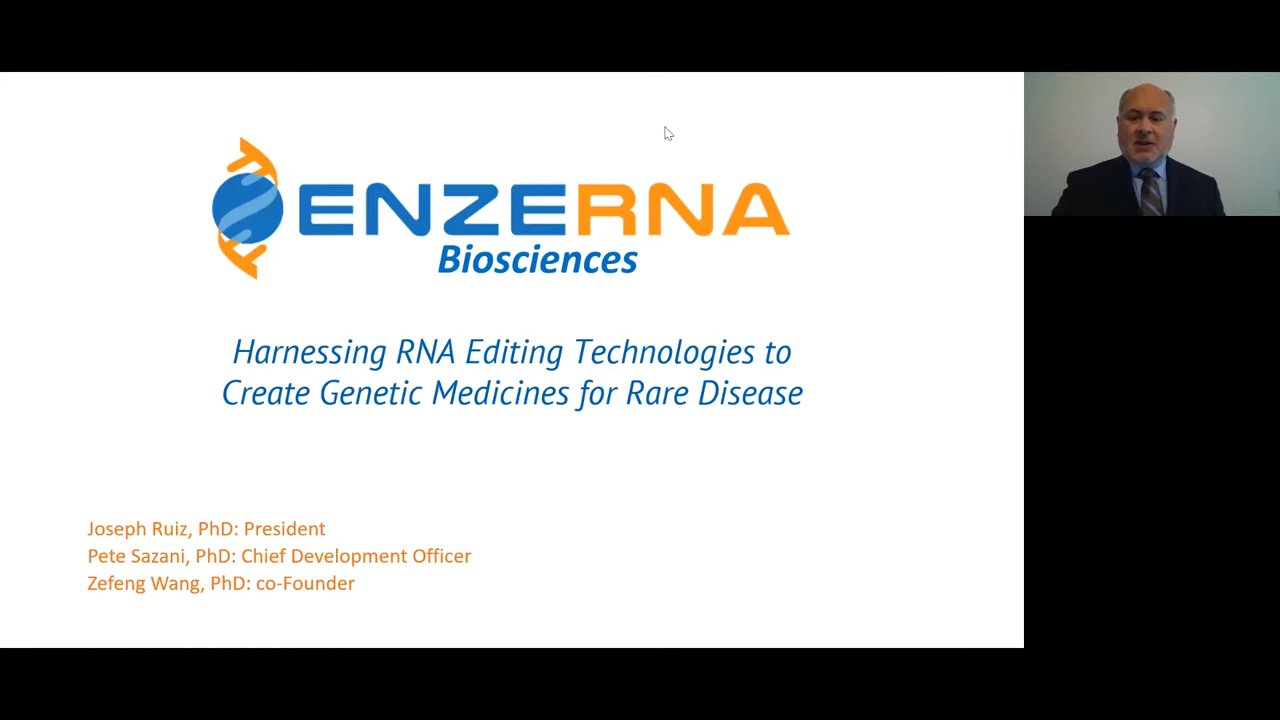 ENZERNA
Biosciences
Harnessing RNA Editing Technologies to
Create Genetic Medicines for Rare Disease
Joseph Ruiz, PhD: President
Pete Sazani, PhD: Chief Development Officer
Zefeng Wang, PhD: co-Founder